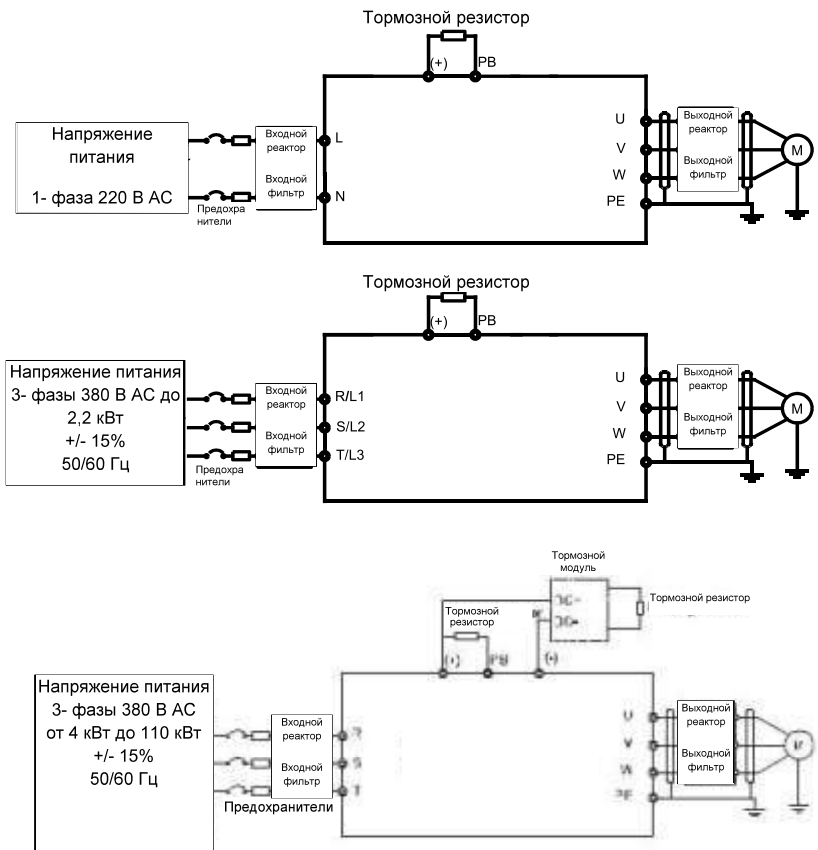 Тормозной резистор
(+) PB
Напряжение
питания
1- фаза 220 В АС
Предохра
нители
Входной
реактор
Входной
фильтр
L
N
U
V
W
PE
Выходной
реактор
Выходной
фильтр
M
Тормозной резистор
(+) PB
Напряжение питания
3- фазы 380 В АС до
2,2 кВт
+/- 15%
50/60 Гц
Предохра
нители
Входной
реактор
Входной
фильтр
R/L1
S/L2
T/L3
U
V
W
PE
Выходной
реактор
Выходной
фильтр
M
Тормозной
модуль
Тормозной резистор
Тормозной
резистор
(+) PB (-)
Напряжение питания
3- фазы 380 В АС
от 4 кВт до 110 кВт
+/- 15%
50/60 Гц
Предохранители
Входной
реактор
Входной
фильтр
R
S
T
U
V
W
PE
Выходной
реактор
Выходной
фильтр
M